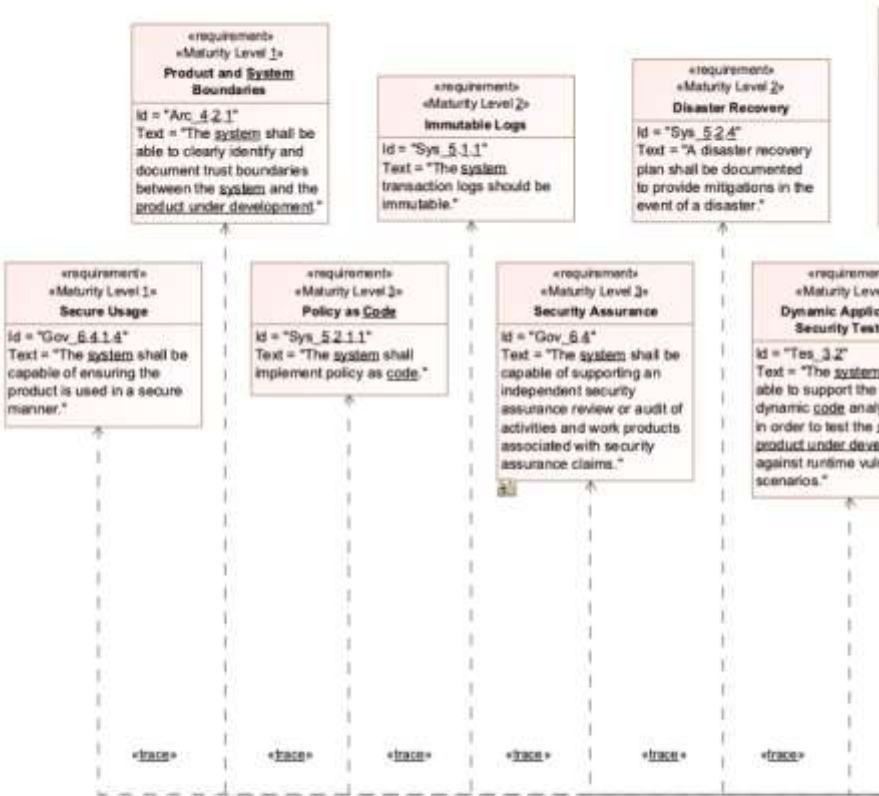 «requirement»
«Maturity Level 1»
Product and System
Boundaries
Id = "Arc_4.2.1"
Text = "The system shall be
able to clearly identify and
document trust boundaries
between the system and the
product under development."
«requirement»
«Maturity Level 2»
Immutable Logs
Id = "Sys_5.1.1"
Text = "The system
transaction logs should be
immutable."
«requirement»
«Maturity Level 2»
Disaster Recovery
Id = "Sys_5.2.4"
Text = "A disaster recovery
plan shall be documented
to provide mitigations in the
event of a disaster."
«requirement»
«Maturity Level 1»
Secure Usage
Id = "Gov_6.4.1.4"
Text = "The system shall be
capable of ensuring the
product is used in a secure
manner."
«requirement»
«Maturity Level 3»
Policy as Code
Id = "Sys_5.2.1.1"
Text = "The system shall
implement policy as code."
«requirement»
«Maturity Level 3»
Security Assurance
Id = "Gov_6.4"
Text = "The system shall be
capable of supporting an
independent security
assurance review or audit of
activities and work products
associated with security
assurance claims."
«requiremen
«Maturity Leve
Dynamic Applic
Security Test
Id = "Tes_3.2"
Text = "The system
able to support the
dynamic code analy
in order to test the
product under deve
against runtime vul
scenarios."
«trace» «trace» «trace» «trace» «trace» «trace»